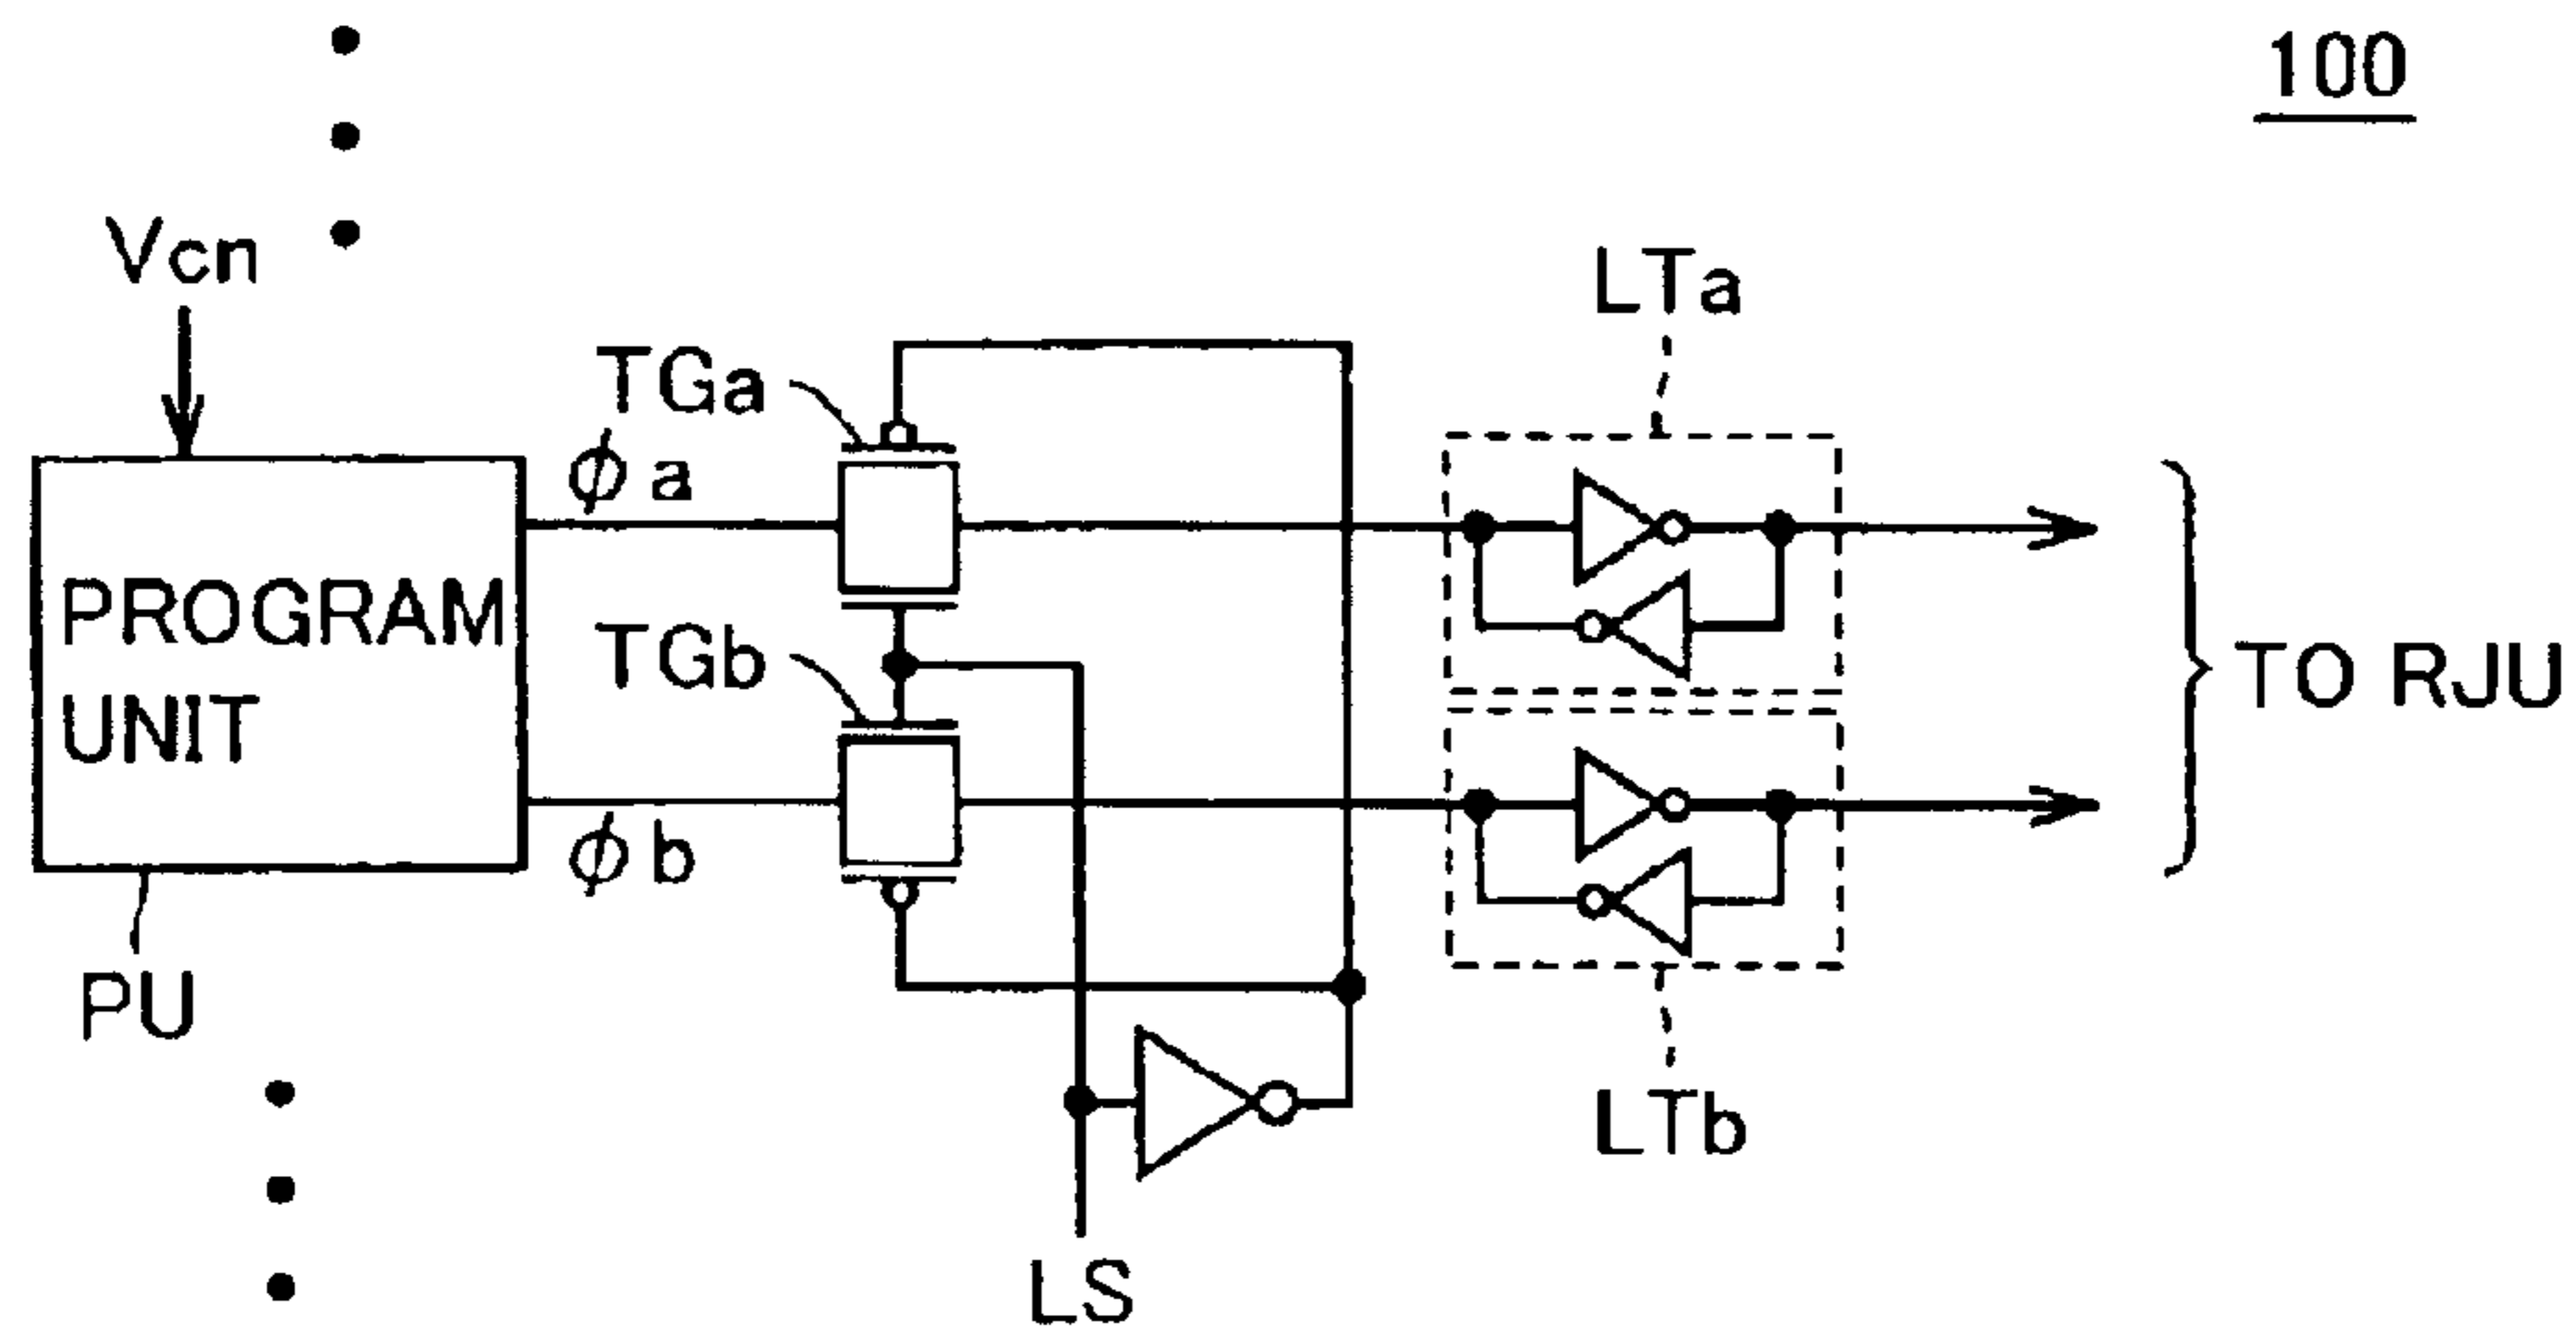 100
Vcn
LTa
TGa
ϕa
PROGRAM
UNIT
TGb
TO RJU
ϕb
PU
LTb
LS